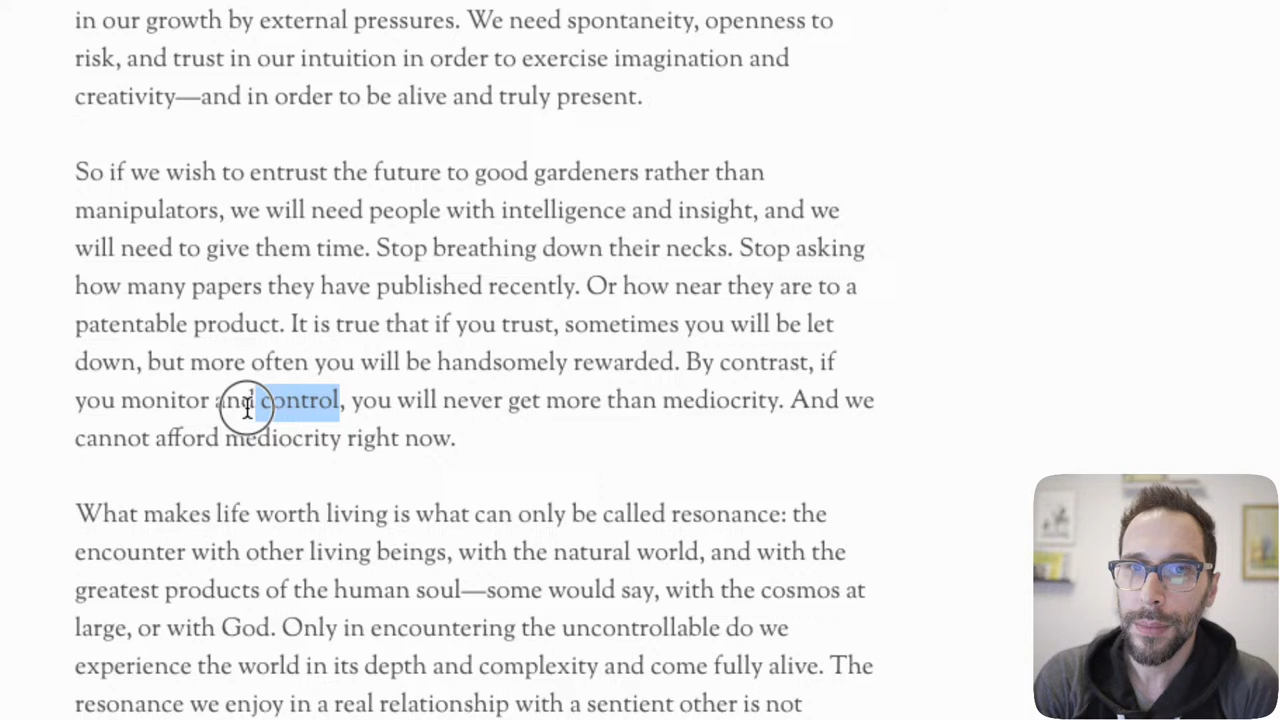 in our growth by external pressures. We need spontaneity, openness to
risk, and trust in our intuition in order to exercise imagination and
creativity—and in order to be alive and truly present.
So if we wish to entrust the future to good gardeners rather than
manipulators, we will need people with intelligence and insight, and we
will need to give them time. Stop breathing down their necks. Stop asking
how many papers they have published recently. Or how near they are to a
patentable product. It is true that if you trust, sometimes you will be let
down, but more often you will be handsomely rewarded. By contrast, if
you monitor and control, you will never get more than mediocrity. And we
cannot afford mediocrity right now.
What makes life worth living is what can only be called resonance: the
encounter with other living beings, with the natural world, and with the
greatest products of the human soul—some would say, with the cosmos at
large, or with God. Only in encountering the uncontrollable do we
experience the world in its depth and complexity and come fully alive. The
resonance we enjoy in a real relationship with a sentient other is not